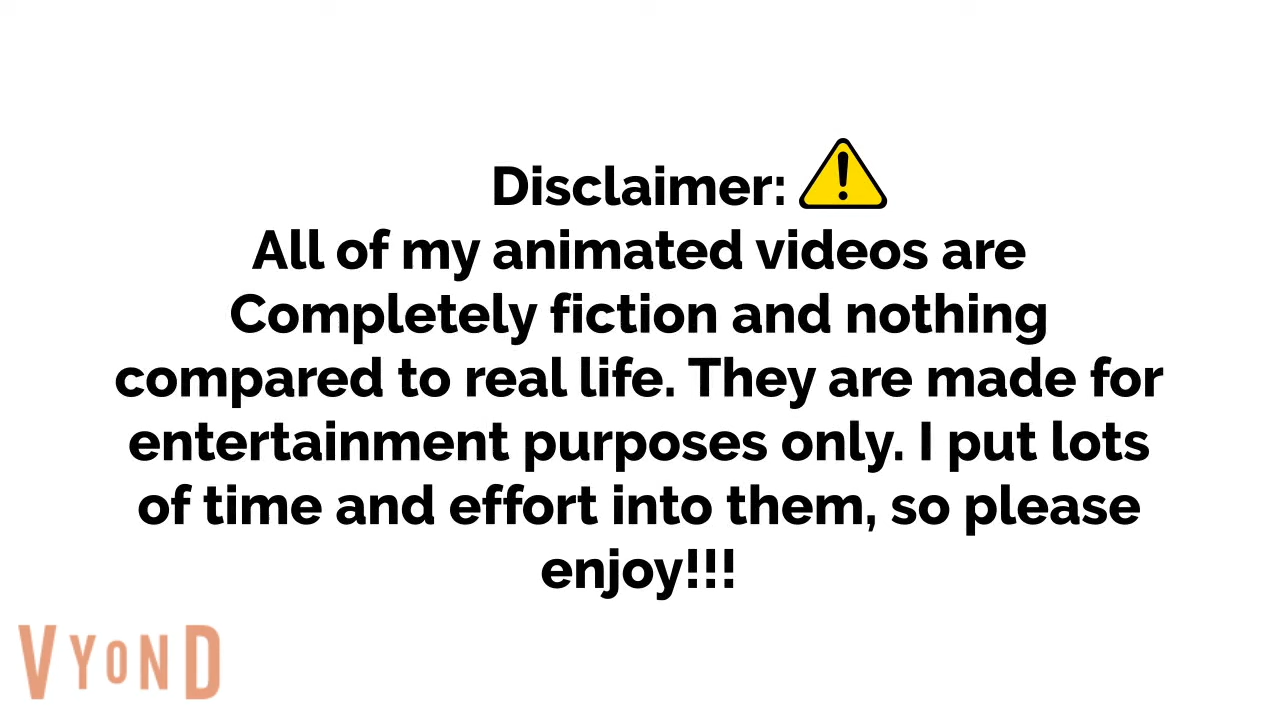 Disclaimer:
All of my animated videos are
Completely fiction and nothing
compared to real life. They are made for
entertainment purposes only. I put lots
of time and effort into them, so please
enjoy!!!
VYOND